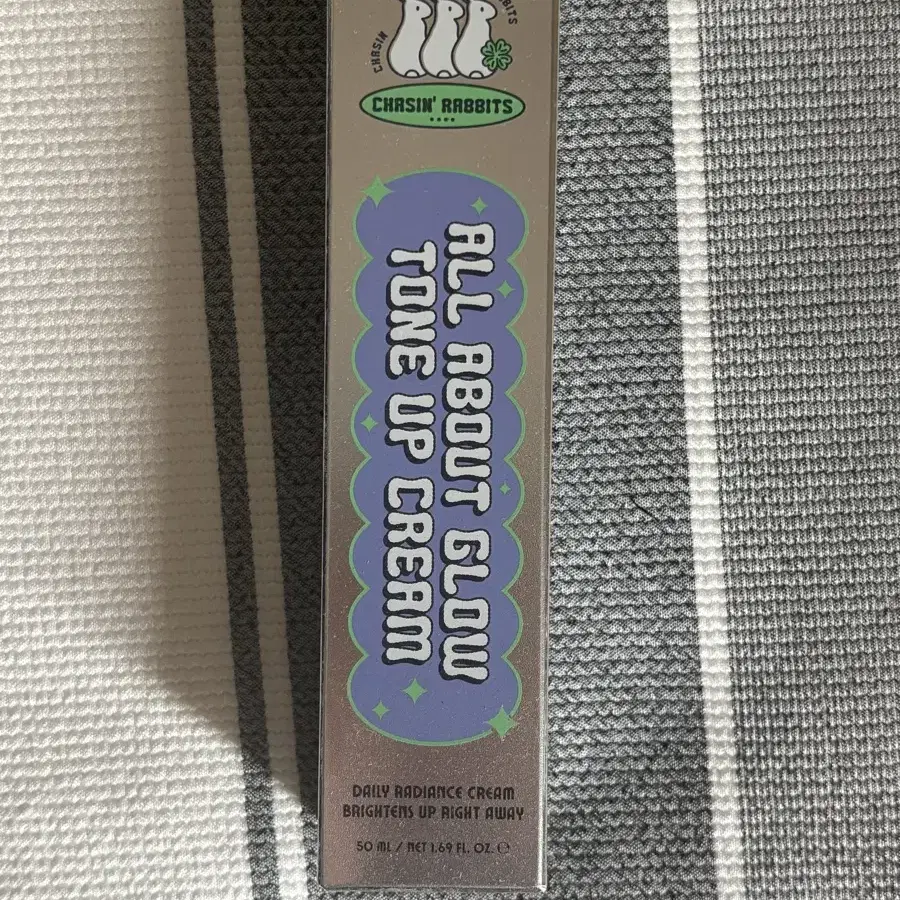 CHASIN
CHASIN' RABBITS
ALL ABOUT GLOW
TONE UP CREAM
DAILY RADIANCE CREAM
BRIGHTENS UP RIGHT AWAY
50 ML / NET 1.69 FL. OZ. ℮